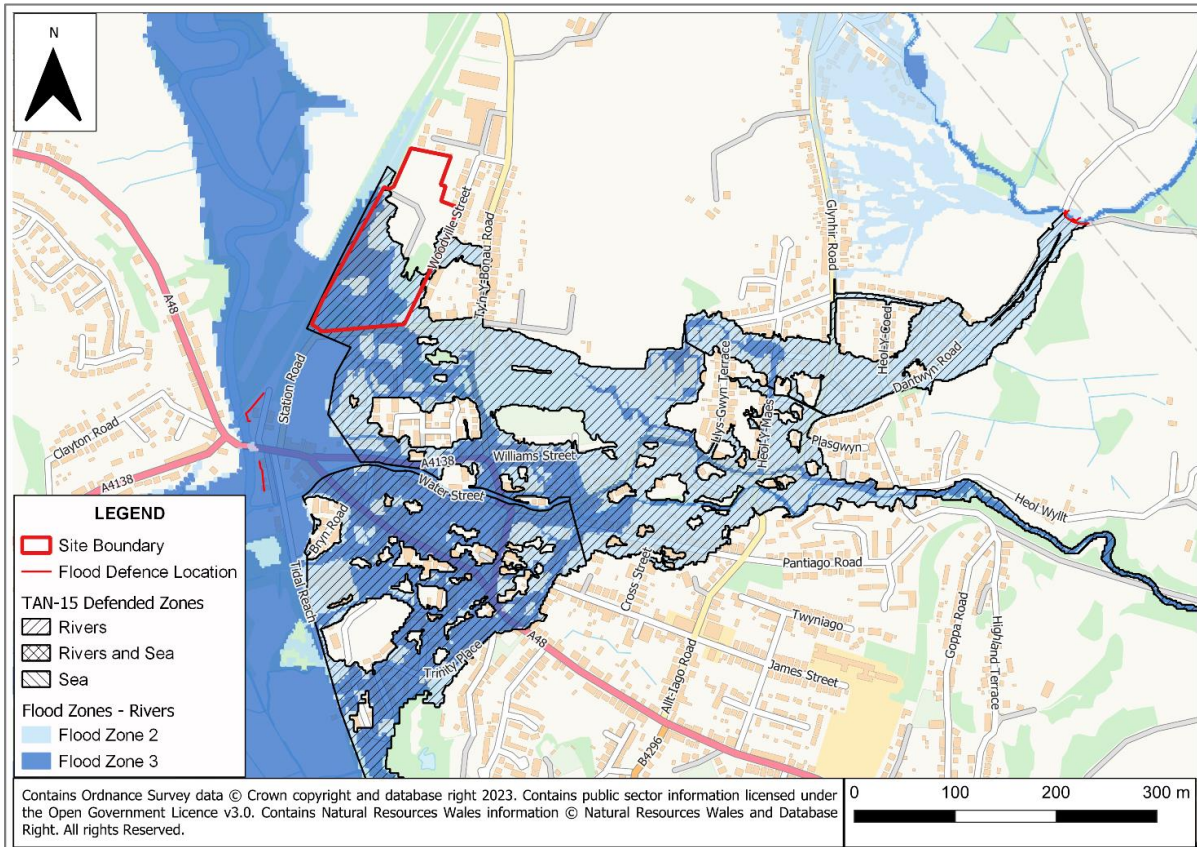 N
A48
Woodville Street
Ty'n-Y-Bonau Road
Glynhir Road
Heol-Y-Coed
Dantwyn Road
Station Road
Llys-Gwyn Terrace
Heol-Y-Maes
Plasgwyn
Clayton Road
A4138
A4138
Williams Street
Water Street
Heol Wyllt
Bryn Road
Tidal Reach
Cross Street
Pantiago Road
Twyniago
Goppa Road
Highland Terrace
Trinity Place
A48
James Street
Allt-Iago Road
B4296
LEGEND
Site Boundary
Flood Defence Location
TAN-15 Defended Zones
Rivers
Rivers and Sea
Sea
Flood Zones - Rivers
Flood Zone 2
Flood Zone 3
Contains Ordnance Survey data © Crown copyright and database right 2023. Contains public sector information licensed under
the Open Government Licence v3.0. Contains Natural Resources Wales information © Natural Resources Wales and Database
Right. All rights Reserved.
0 100 200 300 m